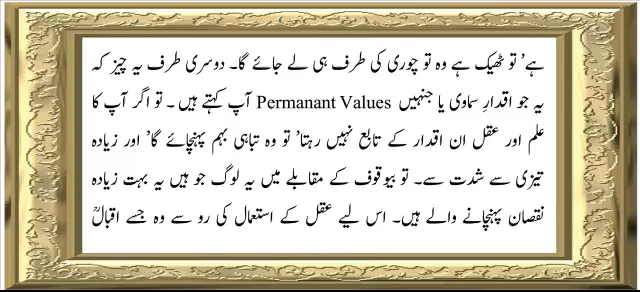 ہے، تو ٹھیک ہے وہ تو چوری کی طرف ہی لے جائے گا۔ دوسری طرف یہ چیز کہ
یہ جو اقدارِ سماوی یا جنہیں Permanant Values آپ کہتے ہیں۔ تو اگر آپ کا
علم اور عقل ان اقدار کے تابع نہیں رہتا، تو وہ تباہی بہم پہنچائے گا، اور زیادہ
تیزی سے شدت سے۔ تو بیوقوف کے مقابلے میں یہ لوگ جو ہیں یہ بہت زیادہ
نقصان پہنچانے والے ہیں۔ اس لیے عقل کے استعمال کی رو سے وہ جسے اقبالؒ